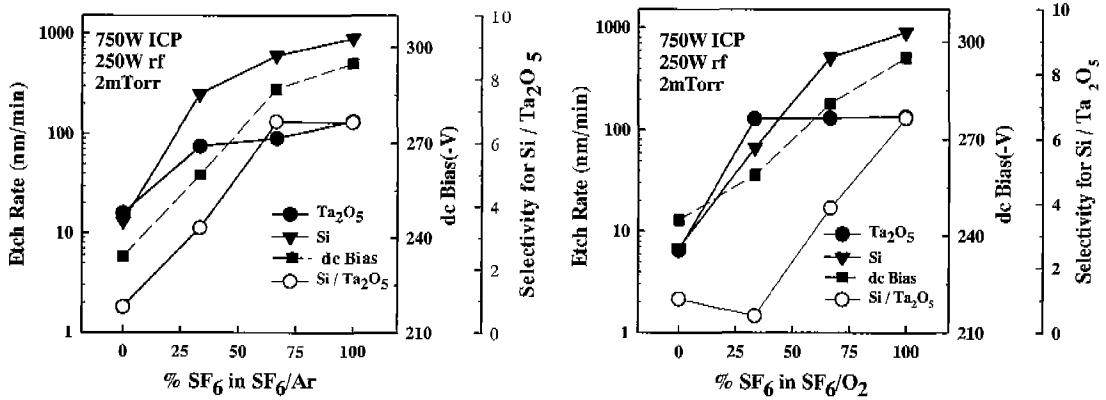 1000
100
10
1
Etch Rate (nm/min)
750W ICP
250W rf
2mTorr
Ta2O5
Si
dc Bias
Si / Ta2O5
0
25
50
75
100
% SF6 in SF6/Ar
300
270
240
210
dc Bias(-V)
10
8
6
4
2
0
Selectivity for Si / Ta2O5
1000
100
10
1
Etch Rate (nm/min)
750W ICP
250W rf
2mTorr
Ta2O5
Si
dc Bias
Si / Ta2O5
0
25
50
75
100
% SF6 in SF6/O2
300
270
240
210
dc Bias(-V)
10
8
6
4
2
0
Selectivity for Si / Ta2O5